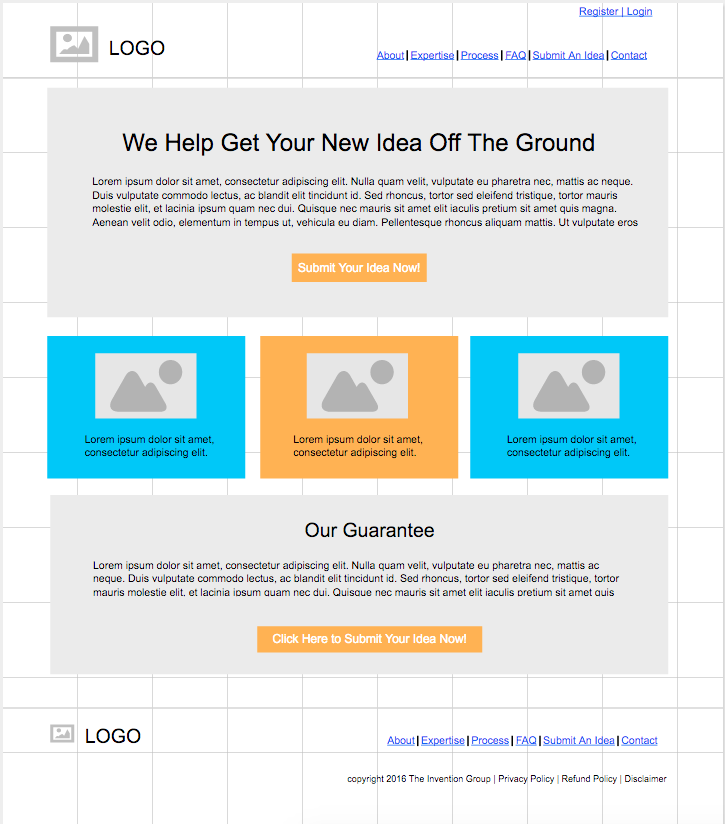 Register | Login
LOGO
About | Expertise | Process | FAQ | Submit An Idea | Contact
We Help Get Your New Idea Off The Ground
Lorem ipsum dolor sit amet, consectetur adipiscing elit. Nulla quam velit, vulputate eu pharetra nec, mattis ac neque.
Duis vulputate commodo lectus, ac blandit elit tincidunt id. Sed rhoncus, tortor sed eleifend tristique, tortor mauris
molestie elit, et lacinia ipsum quam nec dui. Quisque nec mauris sit amet elit iaculis pretium sit amet quis magna.
Aenean velit odio, elementum in tempus ut, vehicula eu diam. Pellentesque rhoncus aliquam mattis. Ut vulputate eros
Submit Your Idea Now!
Lorem ipsum dolor sit amet,
consectetur adipiscing elit.
Lorem ipsum dolor sit amet,
consectetur adipiscing elit.
Lorem ipsum dolor sit amet,
consectetur adipiscing elit.
Our Guarantee
Lorem ipsum dolor sit amet, consectetur adipiscing elit. Nulla quam velit, vulputate eu pharetra nec, mattis ac
neque. Duis vulputate commodo lectus, ac blandit elit tincidunt id. Sed rhoncus, tortor sed eleifend tristique, tortor
mauris molestie elit, et lacinia ipsum quam nec dui. Quisque nec mauris sit amet elit iaculis pretium sit amet quis
Click Here to Submit Your Idea Now!
LOGO
About | Expertise | Process | FAQ | Submit An Idea | Contact
copyright 2016 The Invention Group | Privacy Policy | Refund Policy | Disclaimer